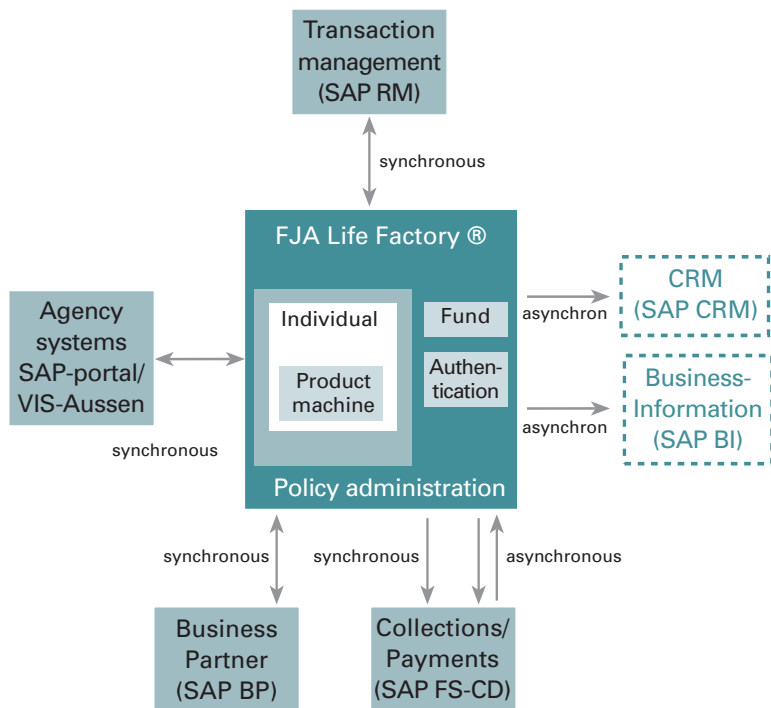 Transaction
management
(SAP RM)
synchronous
FJA Life Factory ®
Individual
Product
machine
Fund
Authen-
tication
Policy administration
asynchron
CRM
(SAP CRM)
asynchron
Business-
Information
(SAP BI)
Agency
systems
SAP-portal/
VIS-Aussen
synchronous
synchronous
synchronous
asynchronous
Business
Partner
(SAP BP)
Collections/
Payments
(SAP FS-CD)